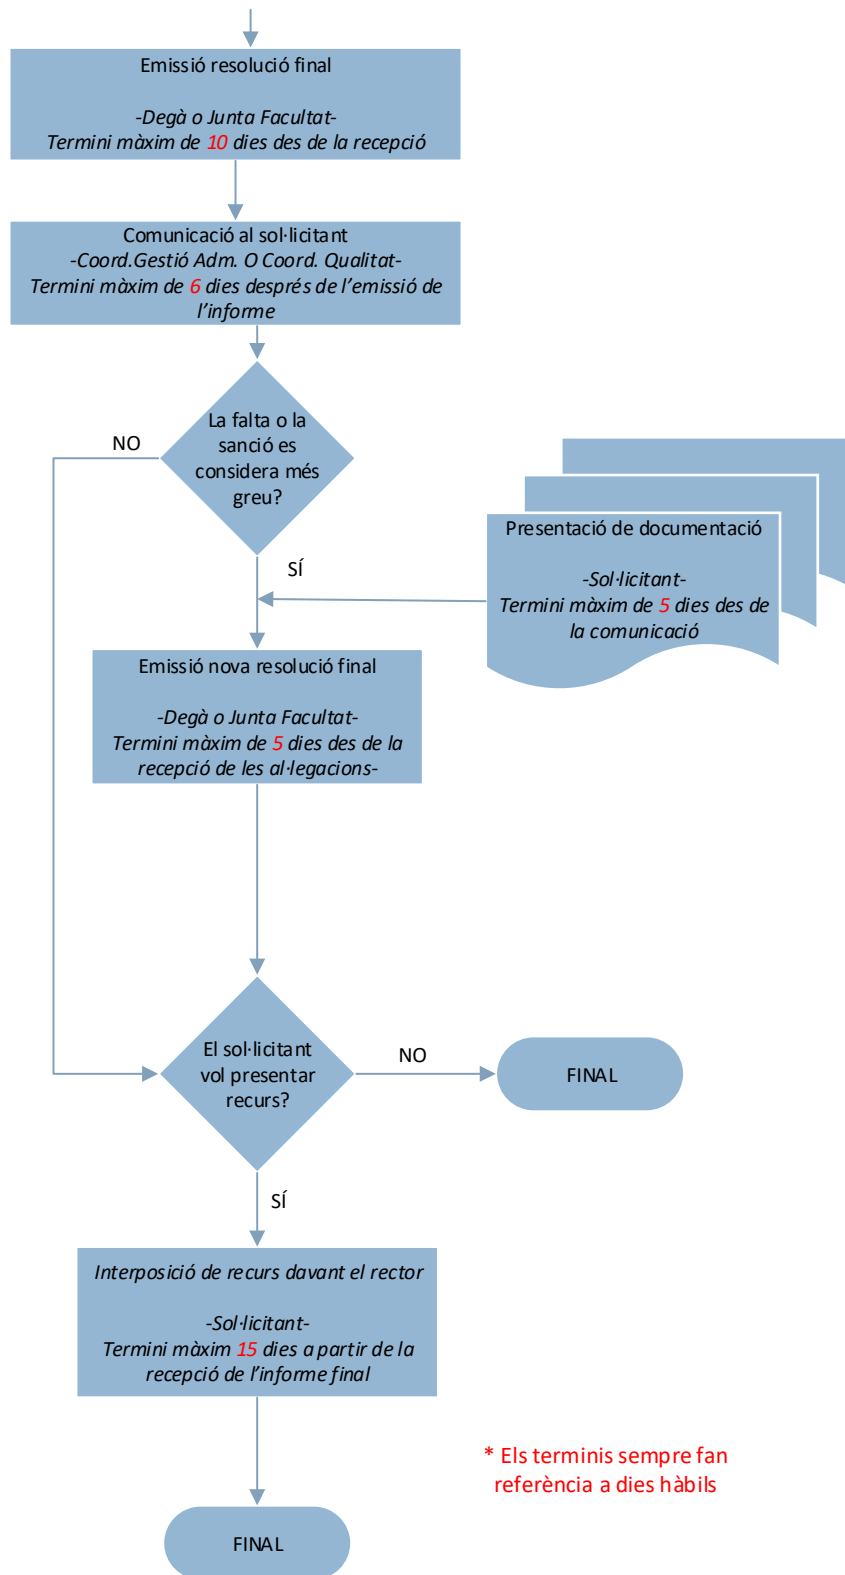 Emissió resolució final
-Degà o Junta Facultat-
Termini màxim de 10 dies des de la recepció
Comunicació al sol·licitant
-Coord.Gestió Adm. O Coord. Qualitat-
Termini màxim de 6 dies després de l’emissió de
l’informe
La falta o la
sanció es
considera més
greu?
NO
SÍ
Presentació de documentació
-Sol·licitant-
Termini màxim de 5 dies des de
la comunicació
Emissió nova resolució final
-Degà o Junta Facultat-
Termini màxim de 5 dies des de la
recepció de les al·legacions-
El sol·licitant
vol presentar
recurs?
NO
FINAL
SÍ
Interposició de recurs davant el rector
-Sol·licitant-
Termini màxim 15 dies a partir de la
recepció de l’informe final
* Els terminis sempre fan
referència a dies hàbils
FINAL